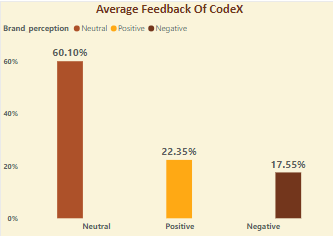 Average Feedback Of CodeX
Brand perception Neutral Positive Negative
60.10%
60%
40%
22.35%
20%
17.55%
0%
Neutral Positive Negative